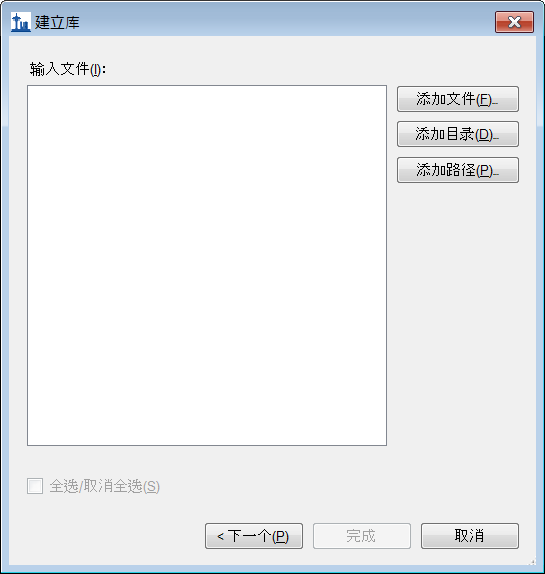 建立库
输入文件(I):
添加文件(F)...
添加目录(D)...
添加路径(P)...
全选/取消全选(S)
< 下一个(P)
完成
取消